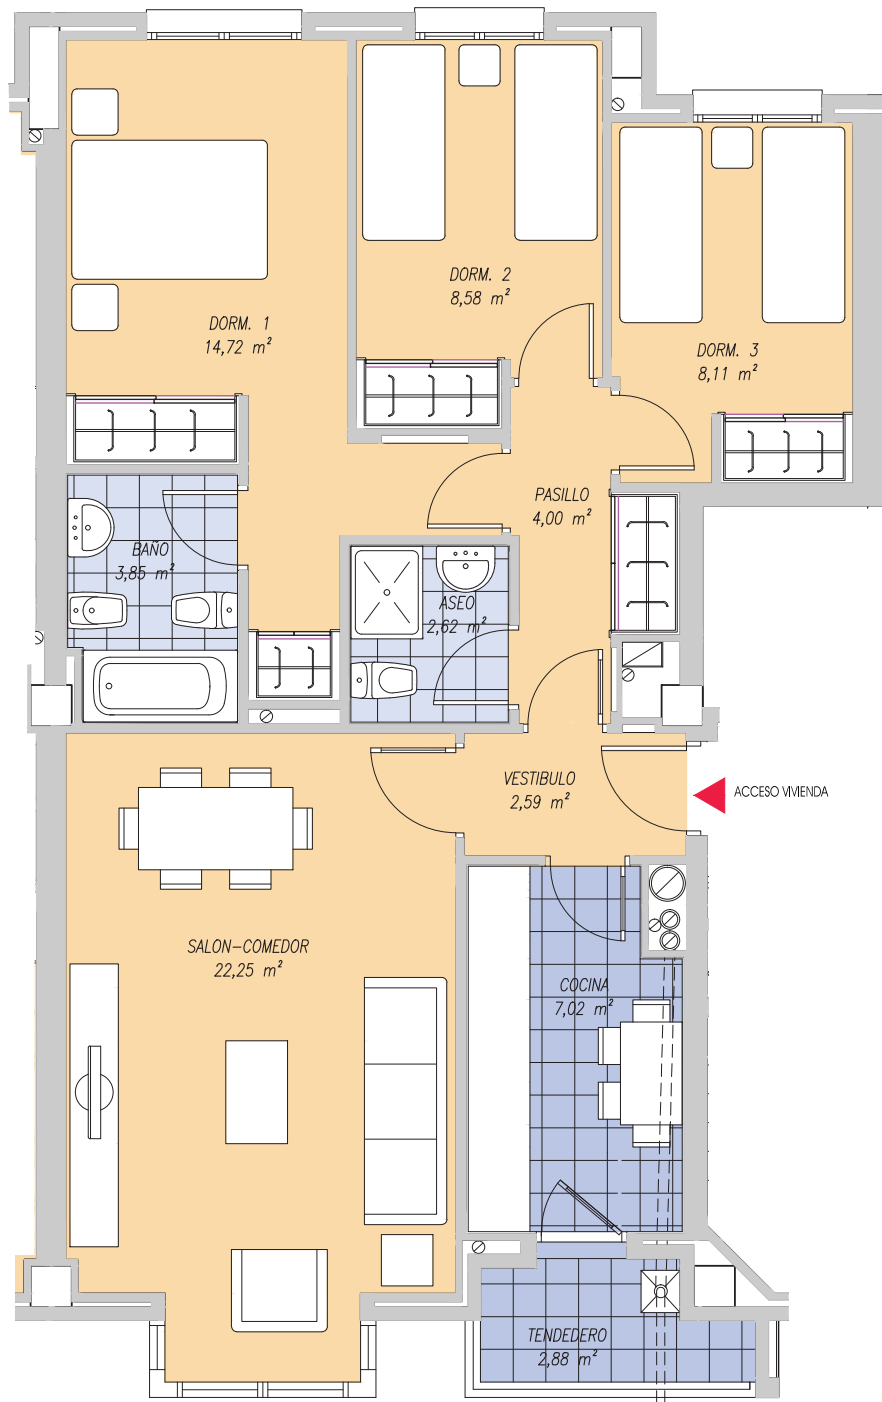 DORM. 2
8,58 m²
DORM. 1
14,72 m²
DORM. 3
8,11 m²
PASILLO
4,00 m²
BAÑO
3,85 m²
ASEO
2,62 m²
VESTIBULO
2,59 m²
ACCESO VIVIENDA
SALON-COMEDOR
22,25 m²
COCINA
7,02 m²
TENDEDERO
2,88 m²